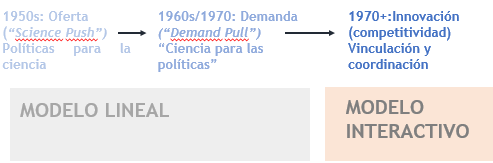 1950s: Oferta
(“Science Push”)
Políticas para la
ciencia
1960s/1970: Demanda
(“Demand Pull”)
“Ciencia para las
políticas”
1970+:Innovación
(competitividad)
Vinculación y
coordinación
MODELO LINEAL
MODELO
INTERACTIVO